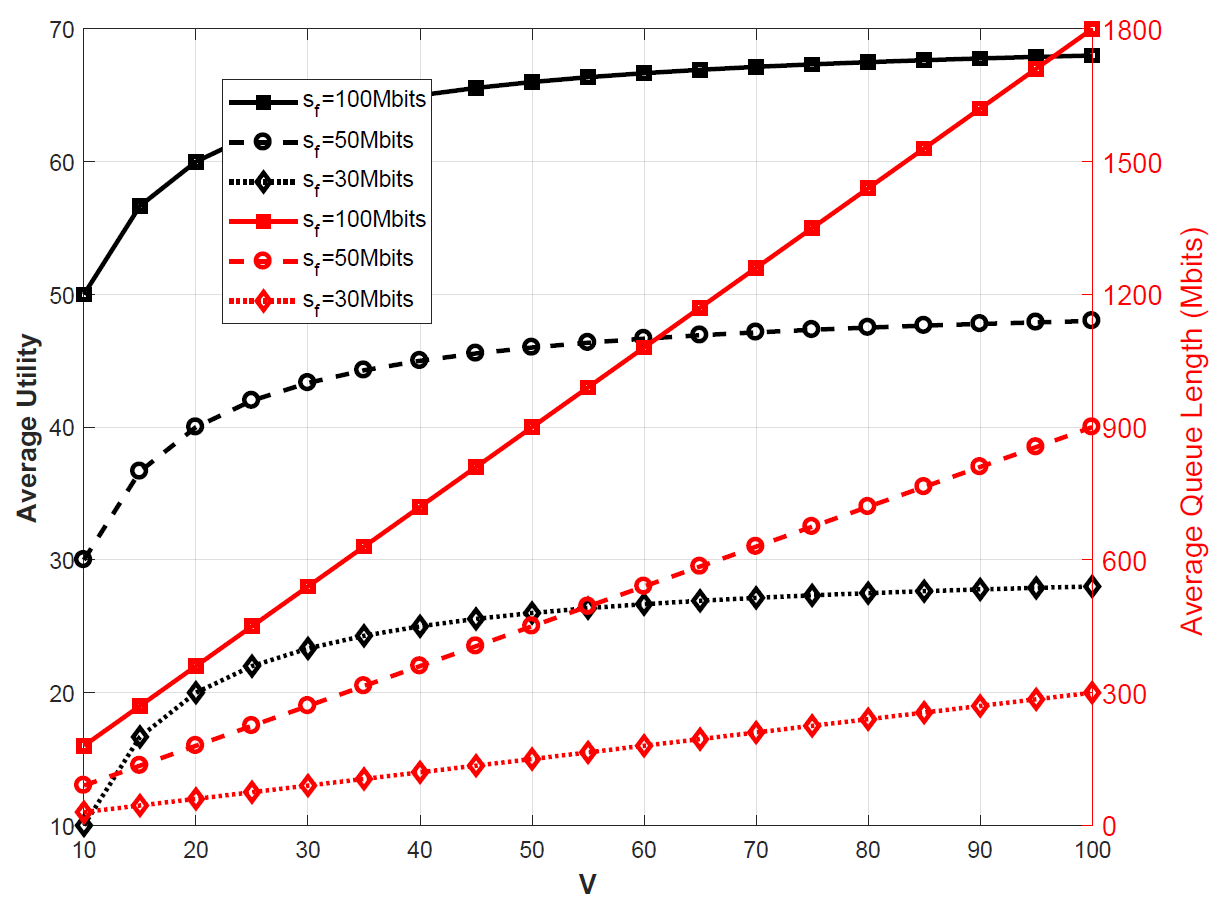 70
60
50
40
30
20
10
Average Utility
s_f=100Mbits
s_f=50Mbits
s_f=30Mbits
s_f=100Mbits
s_f=50Mbits
s_f=30Mbits
1800
1500
1200
900
600
300
0
Average Queue Length (Mbits)
10 20 30 40 50 60 70 80 90 100
V